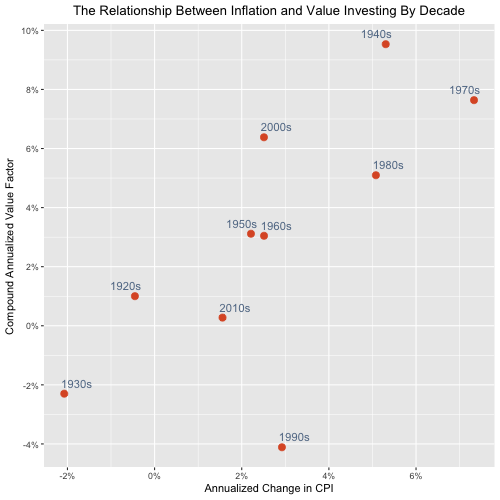 The Relationship Between Inflation and Value Investing By Decade
10%
8%
6%
4%
2%
0%
-2%
-4%
Compound Annualized Value Factor
1940s
1970s
2000s
1980s
1950s
1960s
1920s
2010s
1930s
1990s
-2%
0%
2%
4%
6%
Annualized Change in CPI